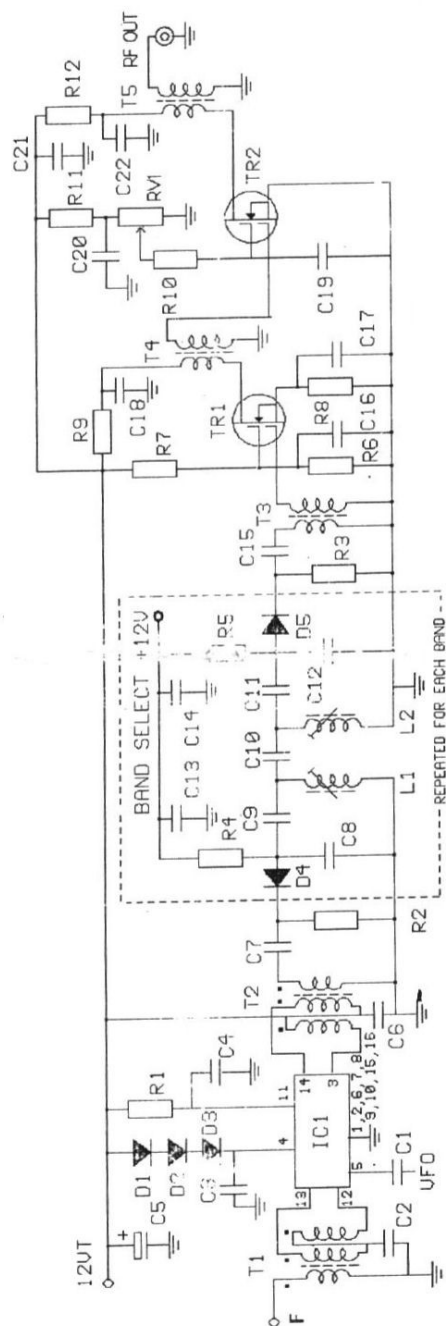 12VT
C5
+
D1
D2
D3
R1
C3
C4
4
11
IC1
13
12
14
3
5
1,2,6,7,8
9,10,15,16
C1
VFO
T1
C2
T2
C6
C7
R2
BAND SELECT +12V
C13
C14
R4
D4
C8
C9
L1
C10
L2
C11
C12
R5
D5
REPEATED FOR EACH BAND
R3
C15
T3
R9
C18
R7
T4
TR1
R6
C16
R8
C17
C21
R11
C20
RV1
R10
C19
R12
C22
T5
TR2
RF OUT